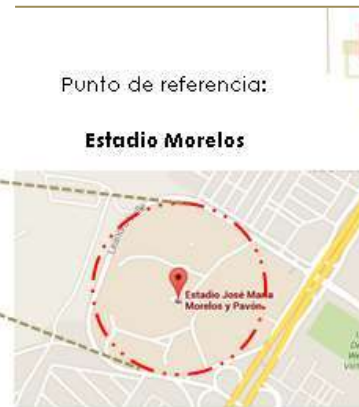 Punto de referencia:
Estadio Morelos
Estadio José María
Morelos y Pavón